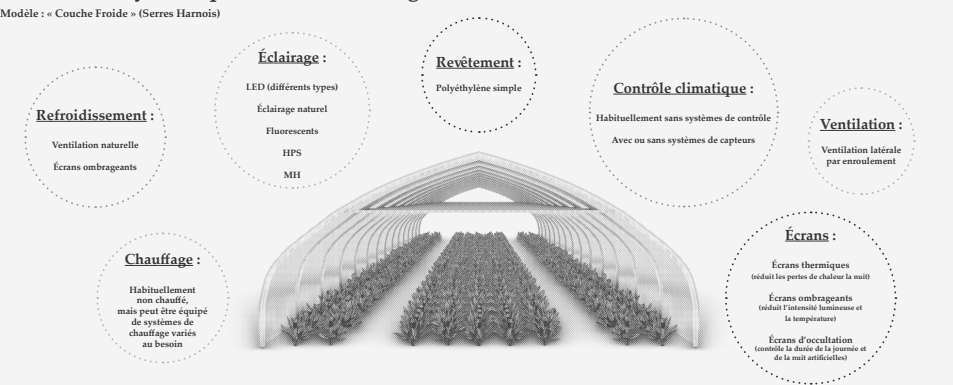 Modèle : « Couche Froide » (Serres Harnois)
Refroidissement :
Ventilation naturelle
Écrans ombrageants
Éclairage :
LED (différents types)
Éclairage naturel
Fluorescents
HPS
MH
Revêtement :
Polyéthylène simple
Contrôle climatique :
Habituellement sans systèmes de contrôle
Avec ou sans systèmes de capteurs
Ventilation :
Ventilation latérale
par enroulement
Chauffage :
Habituellement
non chauffé,
mais peut être équipé
de systèmes de
chauffage variés
au besoin
Écrans :
Écrans thermiques
(réduit les pertes de chaleur la nuit)
Écrans ombrageants
(réduit l'intensité lumineuse et
la température)
Écrans d'occultation
(contrôle la durée de la journée et
de la nuit artificielles)